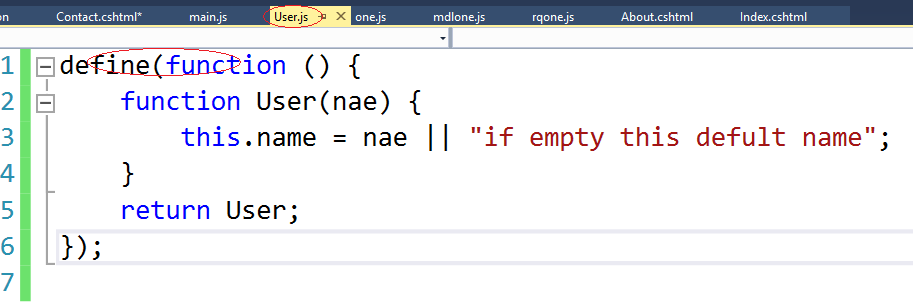 on Contact.cshtml* main.js User.js one.js mdlone.js rqone.js About.cshtml Index.cshtml
1 define(function () {
2 function User(nae) {
3 this.name = nae || "if empty this defult name";
4 }
5 return User;
6 });
7